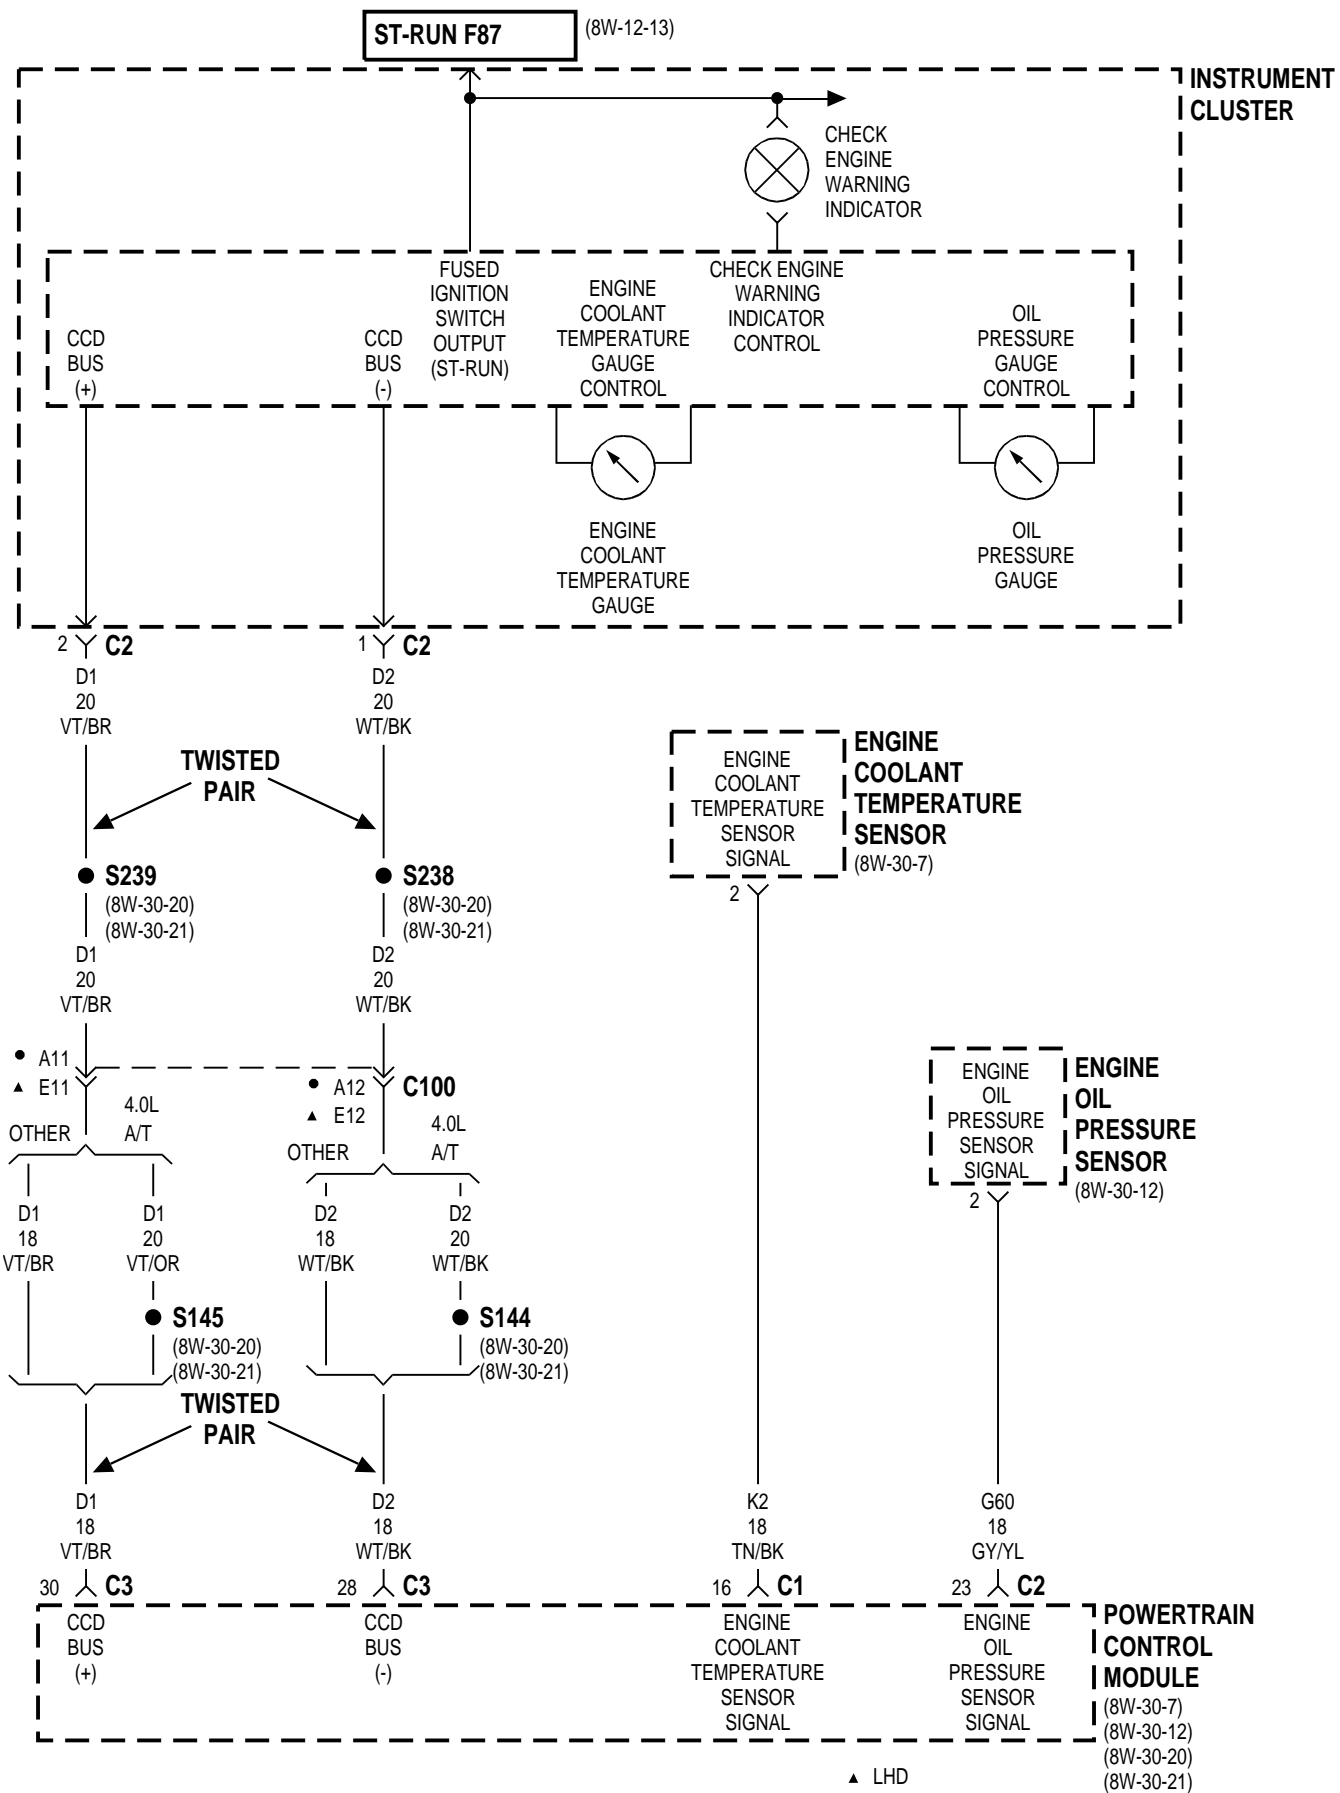 ST-RUN F87
(8W-12-13)
INSTRUMENT
CLUSTER
CHECK
ENGINE
WARNING
INDICATOR
CCD
BUS
(+)
CCD
BUS
(-)
FUSED
IGNITION
SWITCH
OUTPUT
(ST-RUN)
ENGINE
COOLANT
TEMPERATURE
GAUGE
CONTROL
CHECK ENGINE
WARNING
INDICATOR
CONTROL
OIL
PRESSURE
GAUGE
CONTROL
ENGINE
COOLANT
TEMPERATURE
GAUGE
OIL
PRESSURE
GAUGE
2 C2
1 C2
D1
20
VT/BR
D2
20
WT/BK
TWISTED
PAIR
S239
(8W-30-20)
(8W-30-21)
S238
(8W-30-20)
(8W-30-21)
D1
20
VT/BR
D2
20
WT/BK
ENGINE
COOLANT
TEMPERATURE
SENSOR
SIGNAL
ENGINE
COOLANT
TEMPERATURE
SENSOR
(8W-30-7)
2
● A11
▲ E11
● A12
▲ E12
C100
OTHER
4.0L
A/T
OTHER
4.0L
A/T
D1
18
VT/BR
D1
20
VT/OR
D2
18
WT/BK
D2
20
WT/BK
S145
(8W-30-20)
(8W-30-21)
S144
(8W-30-20)
(8W-30-21)
ENGINE
OIL
PRESSURE
SENSOR
SIGNAL
ENGINE
OIL
PRESSURE
SENSOR
(8W-30-12)
2
TWISTED
PAIR
D1
18
VT/BR
D2
18
WT/BK
K2
18
TN/BK
G60
18
GY/YL
30 C3
28 C3
16 C1
23 C2
CCD
BUS
(+)
CCD
BUS
(-)
ENGINE
COOLANT
TEMPERATURE
SENSOR
SIGNAL
ENGINE
OIL
PRESSURE
SENSOR
SIGNAL
POWERTRAIN
CONTROL
MODULE
(8W-30-7)
(8W-30-12)
(8W-30-20)
(8W-30-21)
▲ LHD